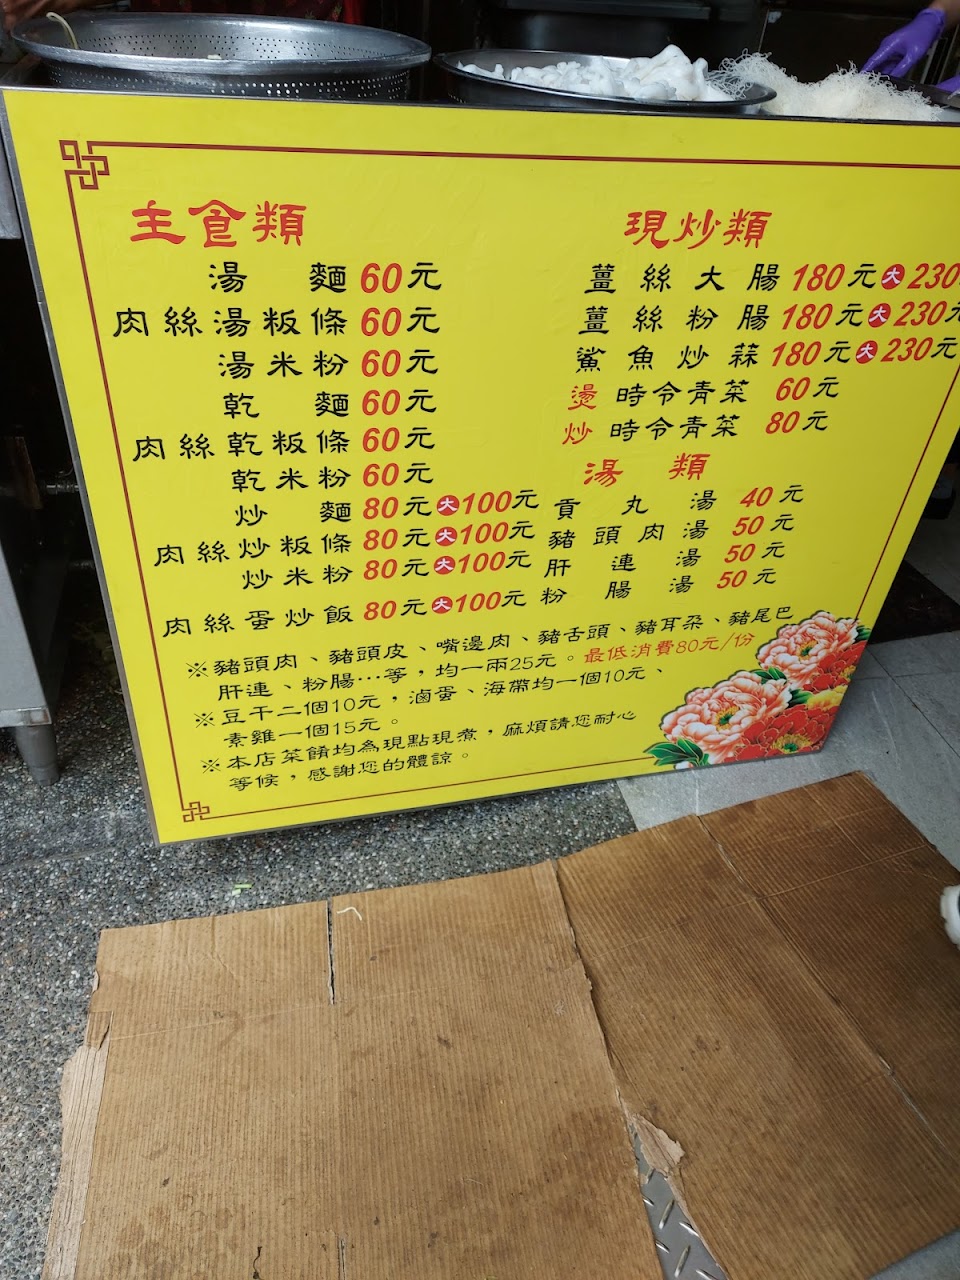 主食類
湯麵60元
肉絲湯粄條60元
湯米粉60元
乾麵60元
肉絲乾粄條60元
乾米粉60元
炒麵80元大100元
肉絲炒粄條80元大100元
炒米粉80元大100元
肉絲蛋炒飯80元大100元
現炒類
薑絲大腸180元大230
薑絲粉腸180元大230元
鯊魚炒蒜180元大230元
燙時令青菜60元
炒時令青菜80元
湯類
貢丸湯40元
豬頭肉湯50元
肝連湯50元
粉腸湯50元
※豬頭肉、豬頭皮、嘴邊肉、豬舌頭、豬耳朵、豬尾巴
肝連、粉腸…等，均一兩25元。最低消費80元/份
※豆干二個10元，滷蛋、海帶均一個10元、
素雞一個15元。
※本店菜餚均為現點現煮，麻煩請您耐心
等候，感謝您的體諒。